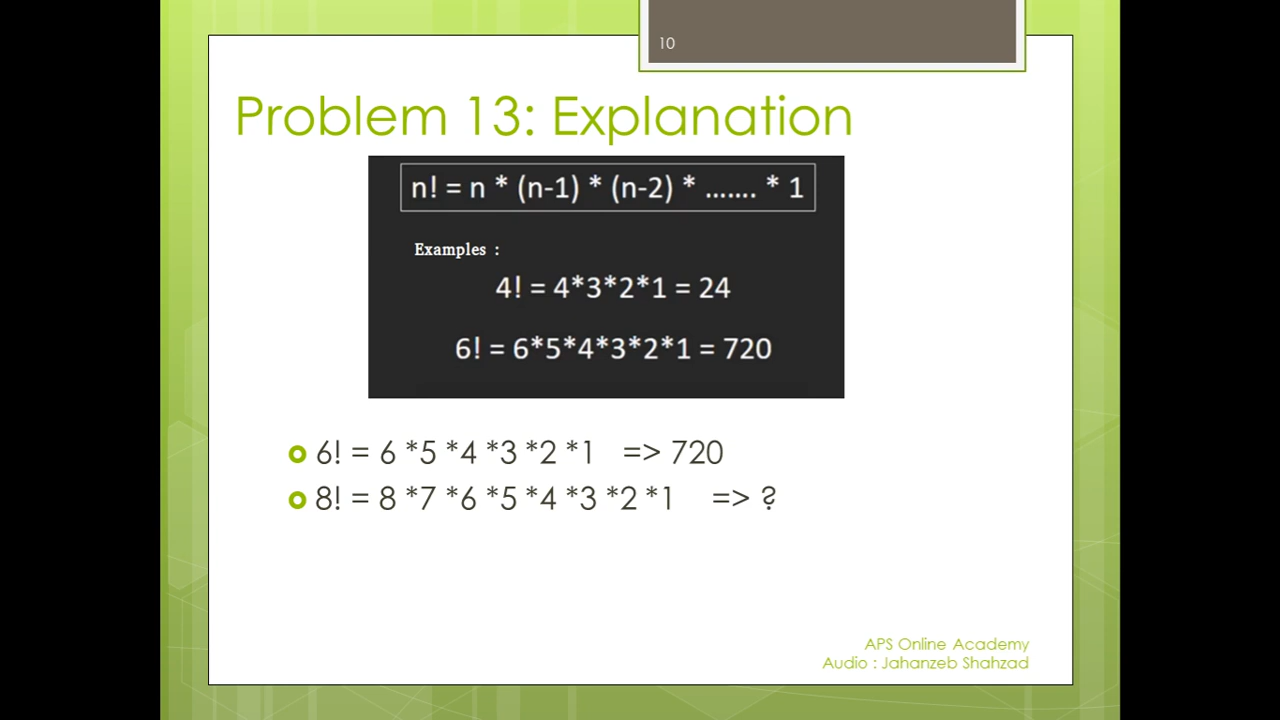 10
Problem 13: Explanation
n! = n * (n-1) * (n-2) * ....... * 1
Examples :
4! = 4*3*2*1 = 24
6! = 6*5*4*3*2*1 = 720
6! = 6 *5 *4 *3 *2 *1 => 720
8! = 8 *7 *6 *5 *4 *3 *2 *1 => ?
APS Online Academy
Audio : Jahanzeb Shahzad